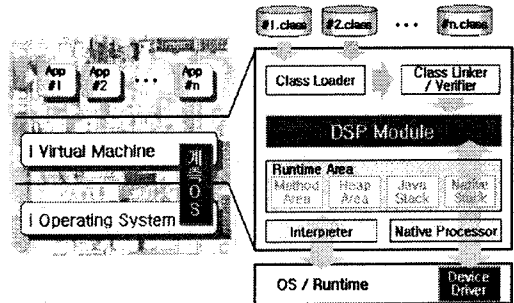 #1.class #2.class ••• #n.class
App #1
App #2
•••
App #n
Class Loader
Class Linker / Verifier
DSP Module
I Virtual Machine
계층OS
I Operating System
Runtime Area
Method Area
Heap Area
Java Stack
Native Stack
Interpreter
Native Processor
OS / Runtime
Device Driver